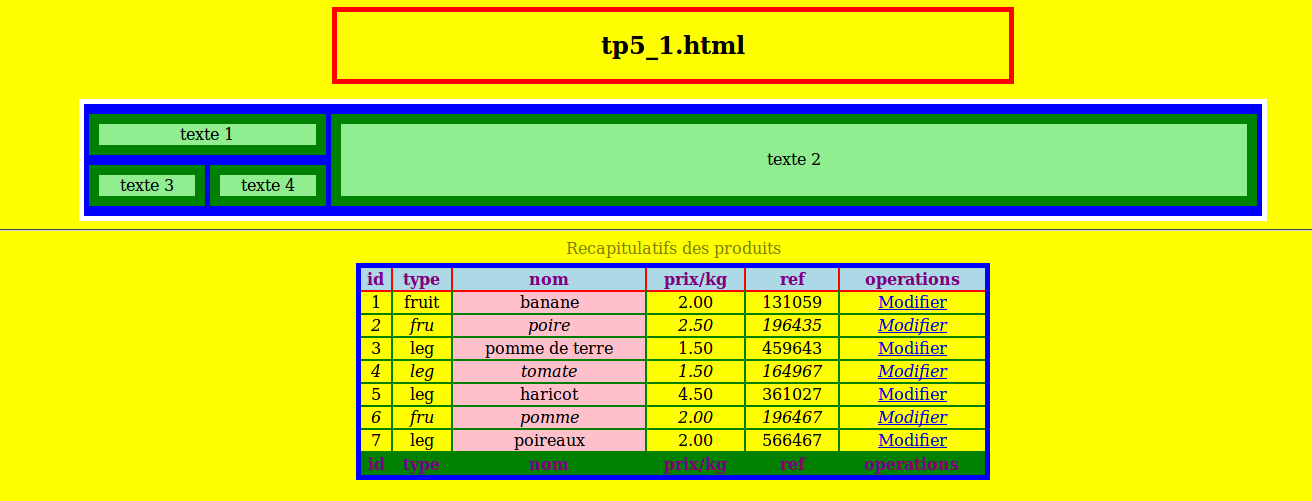 tp5_1.html
texte 1
texte 2
texte 3 texte 4
Recapitulatifs des produits
id type nom prix/kg ref operations
1 fruit banane 2.00 131059 Modifier
2 fru poire 2.50 196435 Modifier
3 leg pomme de terre 1.50 459643 Modifier
4 leg tomate 1.50 164967 Modifier
5 leg haricot 4.50 361027 Modifier
6 fru pomme 2.00 196467 Modifier
7 leg poireaux 2.00 566467 Modifier
id type nom prix/kg ref operations